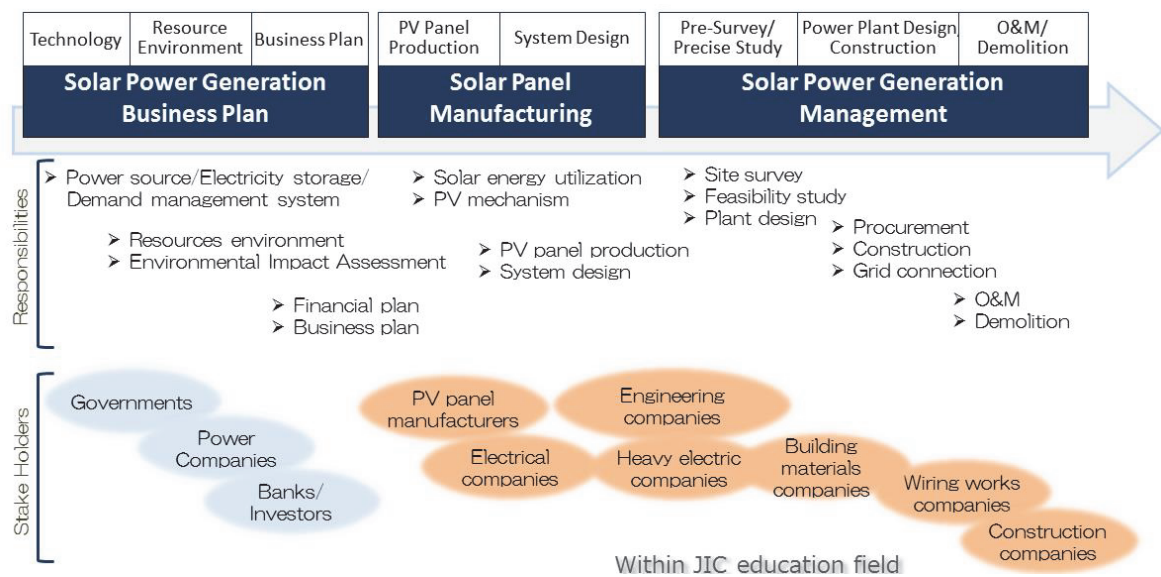 Technology
Resource
Environment
Business Plan
PV Panel
Production
System Design
Pre-Survey/
Precise Study
Power Plant Design/
Construction
O&M/
Demolition
Solar Power Generation
Business Plan
Solar Panel
Manufacturing
Solar Power Generation
Management
Responsibilities
➢ Power source/Electricity storage/
Demand management system
➢ Resources environment
➢ Environmental Impact Assessment
➢ Financial plan
➢ Business plan
➢ Solar energy utilization
➢ PV mechanism
➢ PV panel production
➢ System design
➢ Site survey
➢ Feasibility study
➢ Plant design
➢ Procurement
➢ Construction
➢ Grid connection
➢ O&M
➢ Demolition
Stake Holders
Governments
Power
Companies
Banks/
Investors
PV panel
manufacturers
Electrical
companies
Engineering
companies
Heavy electric
companies
Building
materials
companies
Wiring works
companies
Construction
companies
Within JIC education field